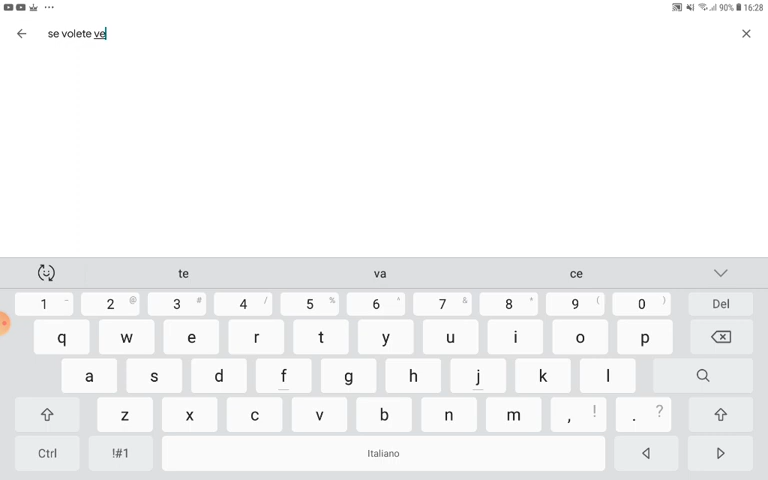 90% 16:28
se volete ve
te va ce
1 - 2 @ 3 # 4 / 5 % 6 ^ 7 & 8 * 9 ( 0 ) Del
q w e r t y u i o p
a s d f g h j k l
z x c v b n m , ! . ?
Ctrl !#1 Italiano